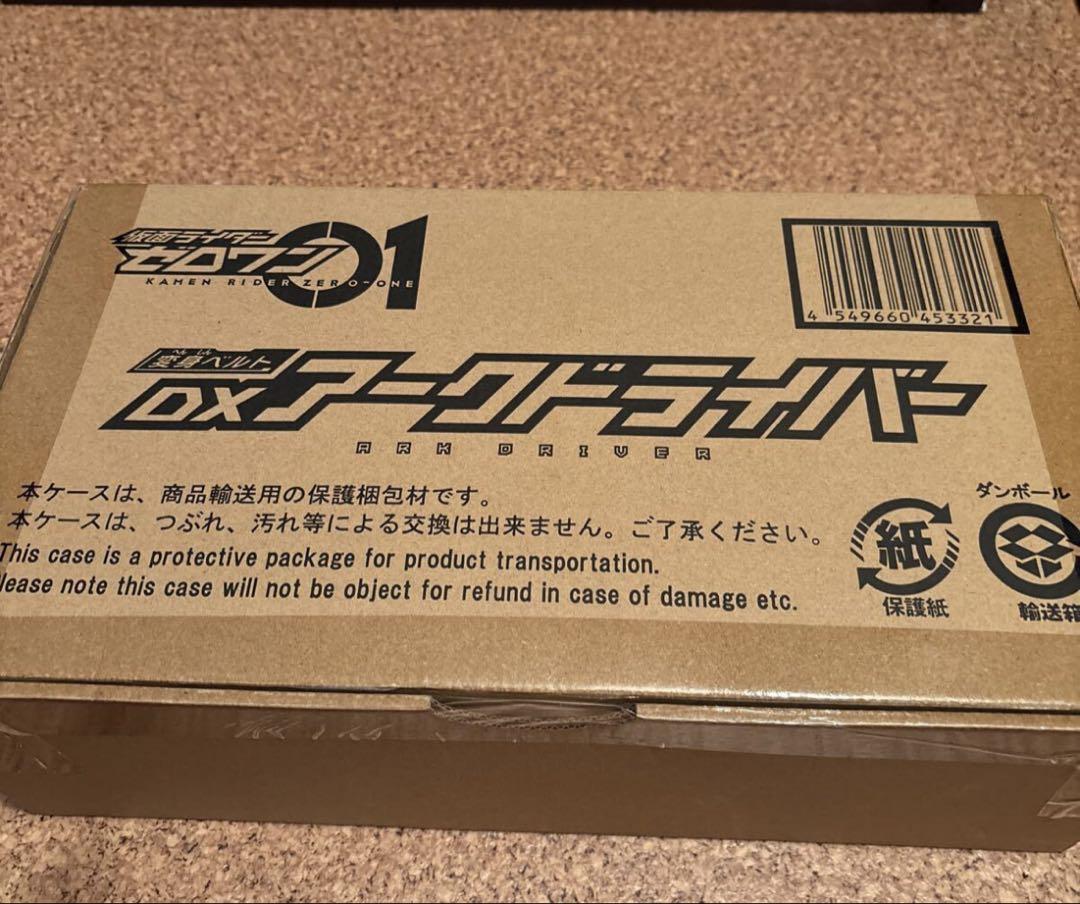 仮面ライダー
ゼロワン 01
KAMEN RIDER ZERO-ONE
4 549660 453321
へんしん
変身ベルト
DXアークドライバー
ARK DRIVER
本ケースは、商品輸送用の保護梱包材です。
本ケースは、つぶれ、汚れ等による交換は出来ません。ご了承ください。
This case is a protective package for product transportation.
lease note this case will not be object for refund in case of damage etc.
紙
保護紙
ダンボール
輸送箱